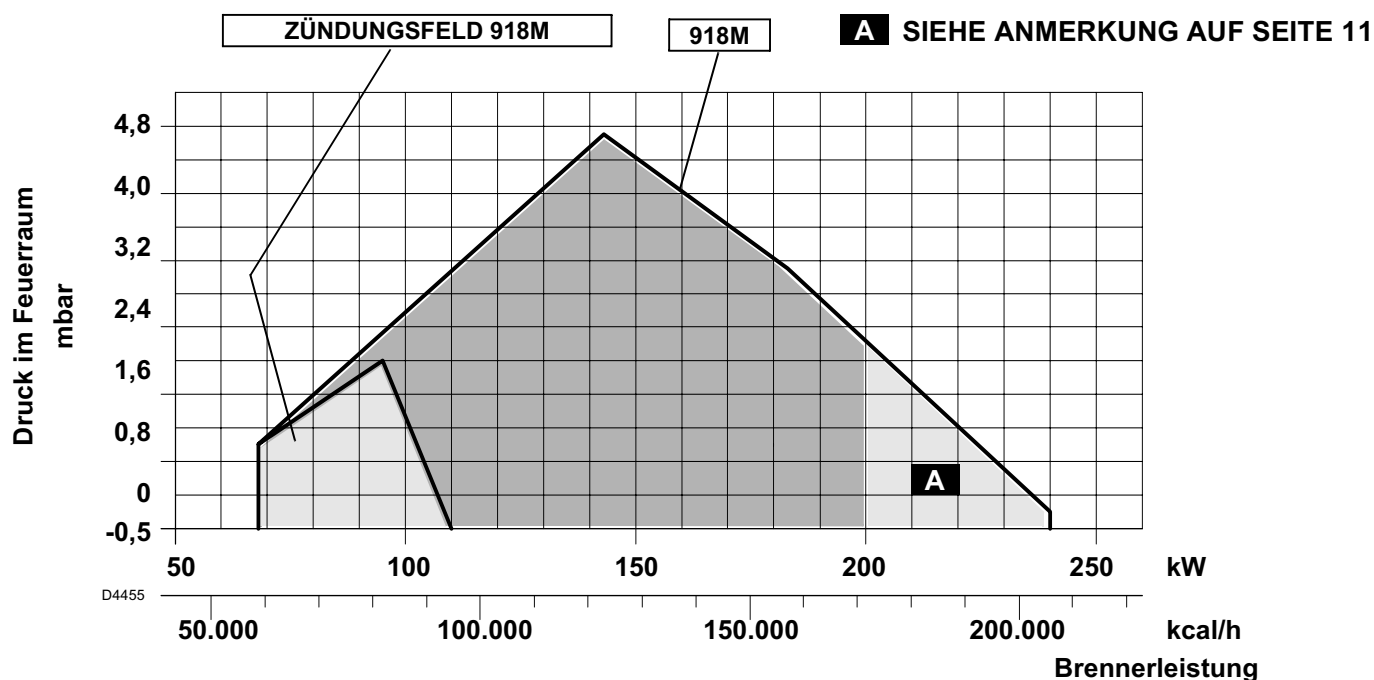 ZÜNDUNGSFELD 918M
918M
A SIEHE ANMERKUNG AUF SEITE 11
Druck im Feuerraum
mbar
4,8
4,0
3,2
2,4
1,6
0,8
0
-0,5
A
50 100 150 200 250 kW
D4455
50.000 100.000 150.000 200.000 kcal/h
Brennerleistung